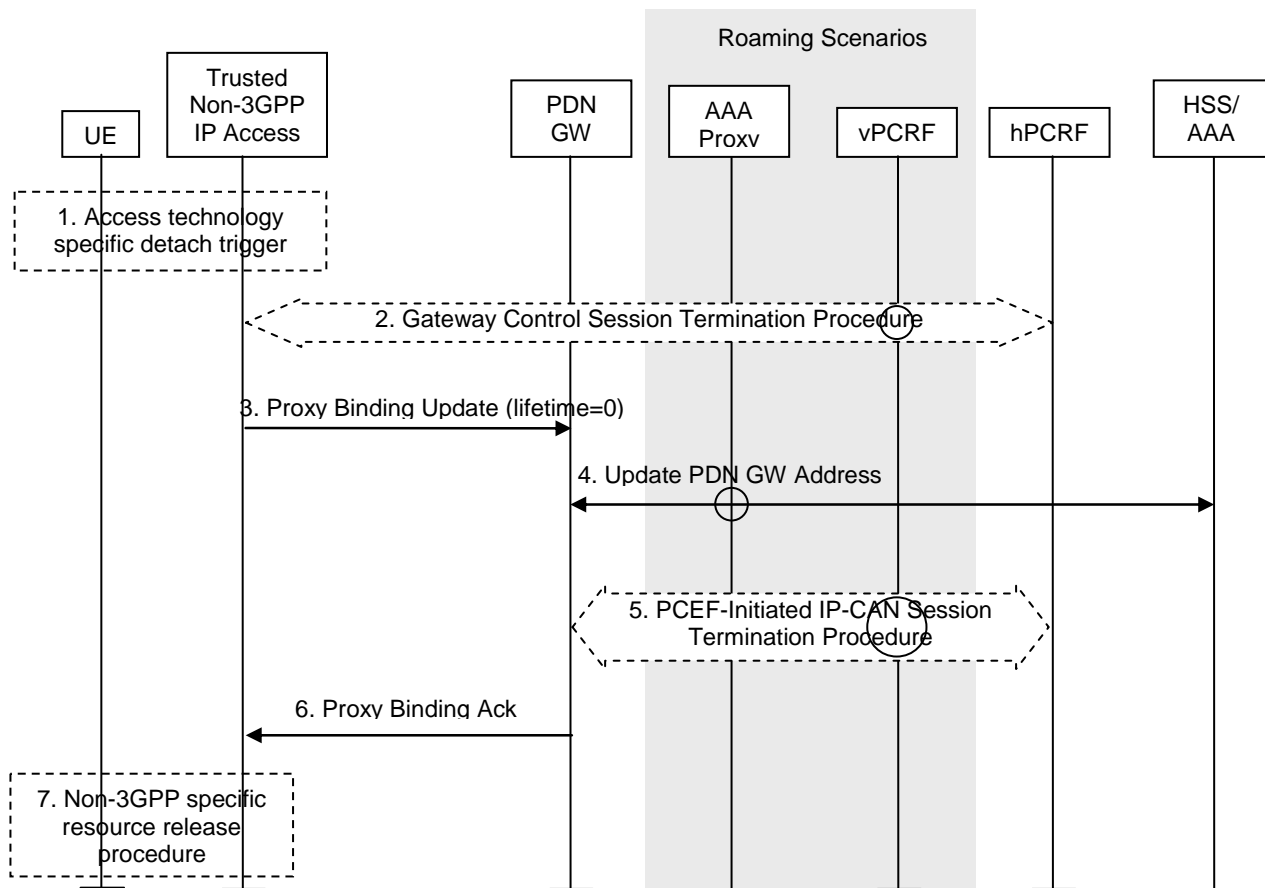 Roaming Scenarios
UE
Trusted
Non-3GPP
IP Access
PDN
GW
AAA
Proxv
vPCRF
hPCRF
HSS/
AAA
1. Access technology
specific detach trigger
2. Gateway Control Session Termination Procedure
3. Proxy Binding Update (lifetime=0)
4. Update PDN GW Address
5. PCEF-Initiated IP-CAN Session
Termination Procedure
6. Proxy Binding Ack
7. Non-3GPP specific
resource release
procedure